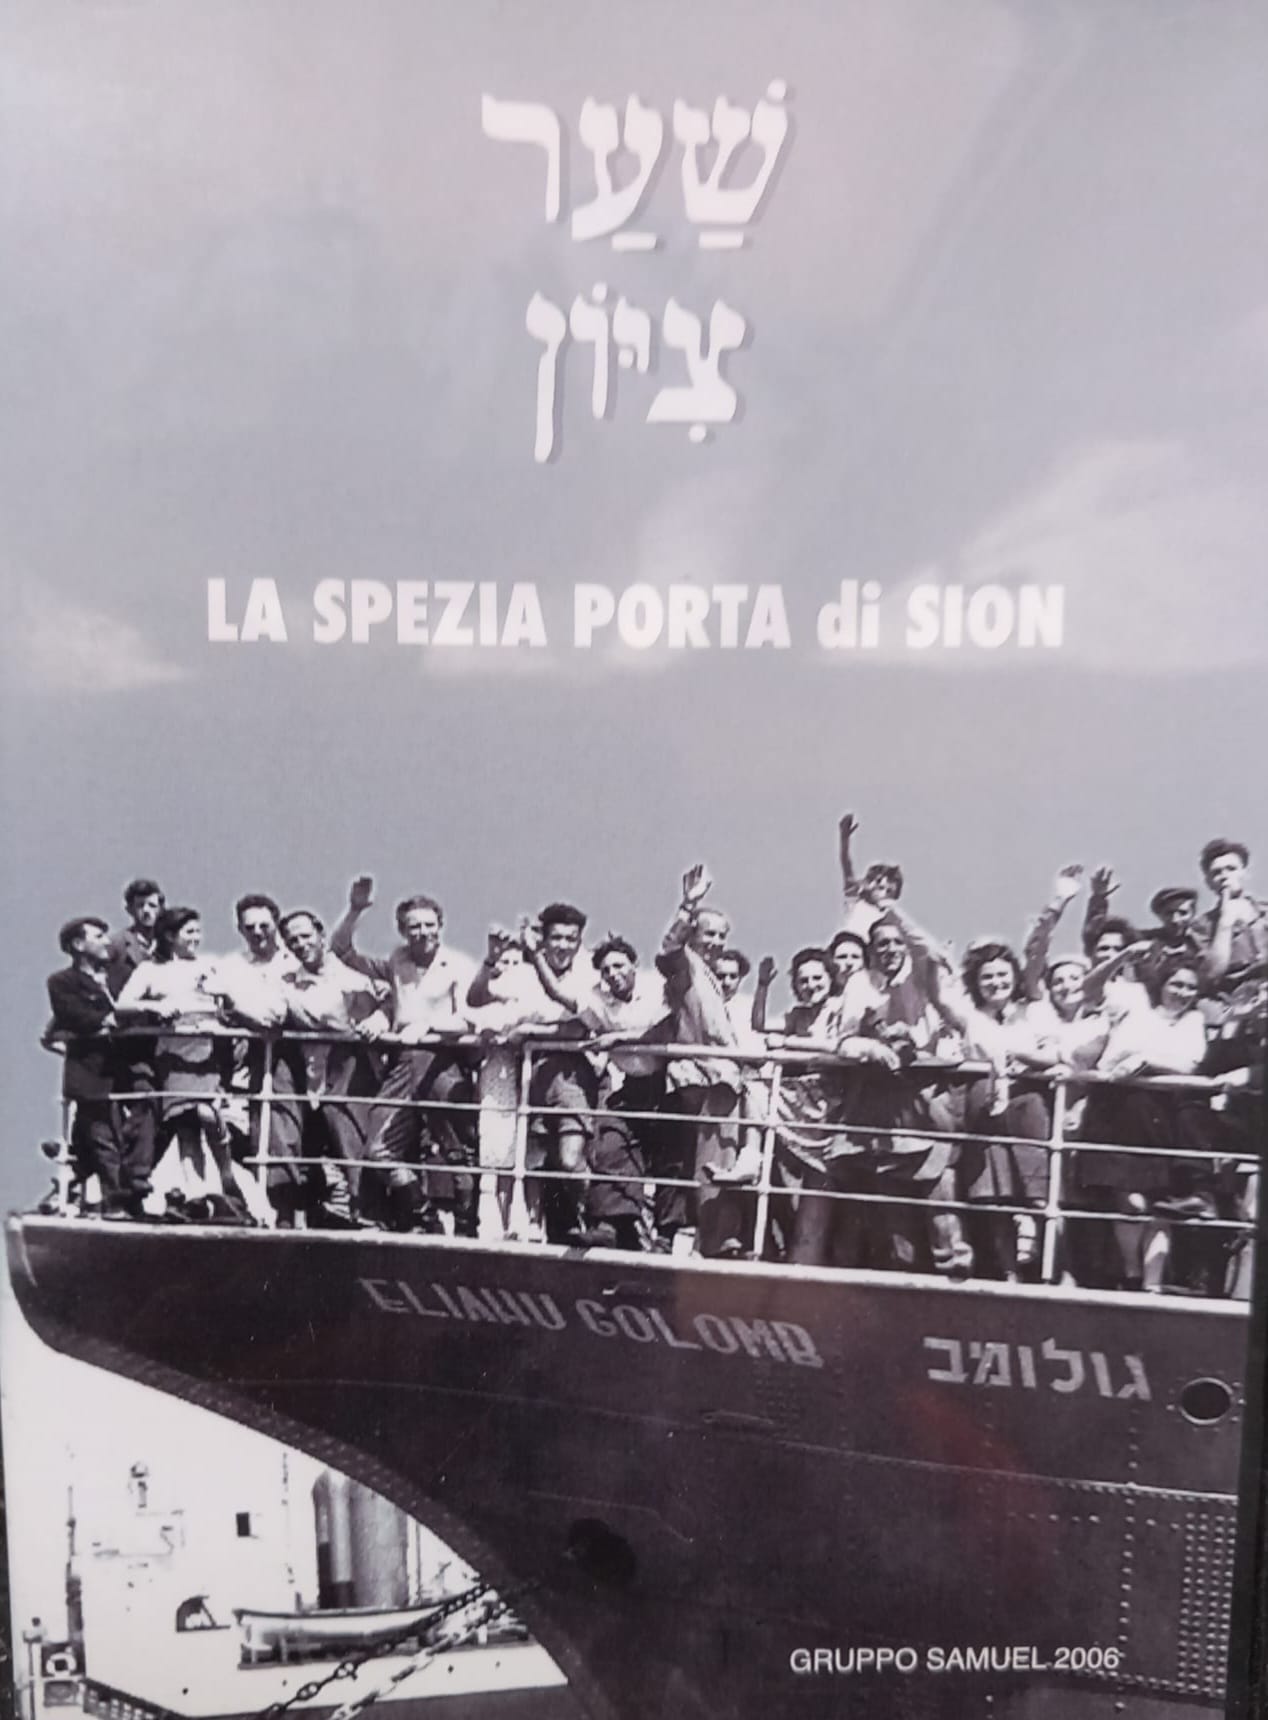 שַׁעַר
צִיּוֹן
LA SPEZIA PORTA di SION
ELIAHU GOLOMB גולומב
GRUPPO SAMUEL 2006